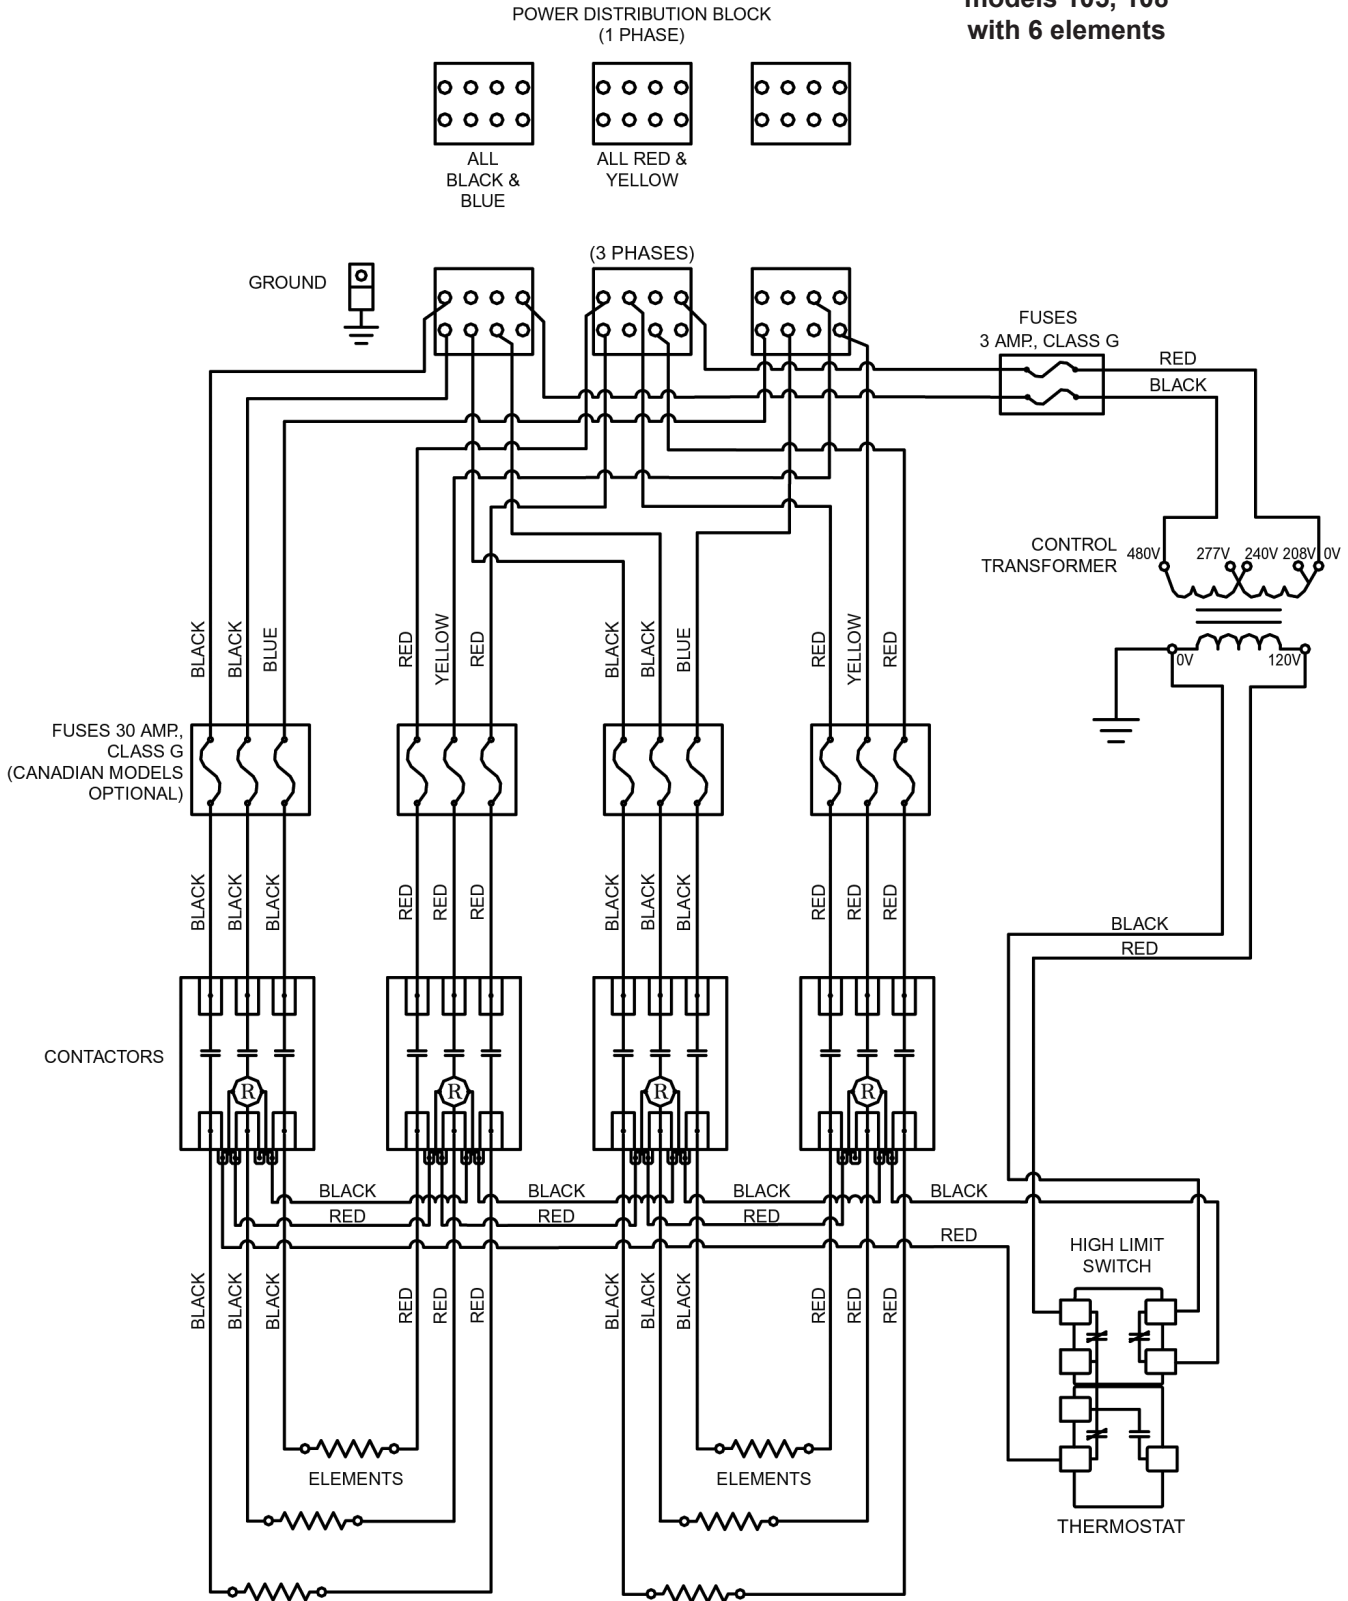 models 105, 108
with 6 elements
POWER DISTRIBUTION BLOCK
(1 PHASE)
ALL
BLACK &
BLUE
ALL RED &
YELLOW
(3 PHASES)
GROUND
FUSES
3 AMP., CLASS G
RED
BLACK
CONTROL
TRANSFORMER
480V
277V
240V
208V
0V
0V
120V
BLACK
BLACK
BLUE
RED
YELLOW
RED
BLACK
BLACK
BLUE
RED
YELLOW
RED
FUSES 30 AMP.,
CLASS G
(CANADIAN MODELS
OPTIONAL)
BLACK
BLACK
BLACK
RED
RED
RED
BLACK
BLACK
BLACK
RED
RED
RED
BLACK
RED
CONTACTORS
R
R
R
R
BLACK
BLACK
BLACK
BLACK
RED
RED
RED
RED
HIGH LIMIT
SWITCH
BLACK
BLACK
BLACK
RED
RED
RED
BLACK
BLACK
BLACK
RED
RED
RED
ELEMENTS
ELEMENTS
THERMOSTAT